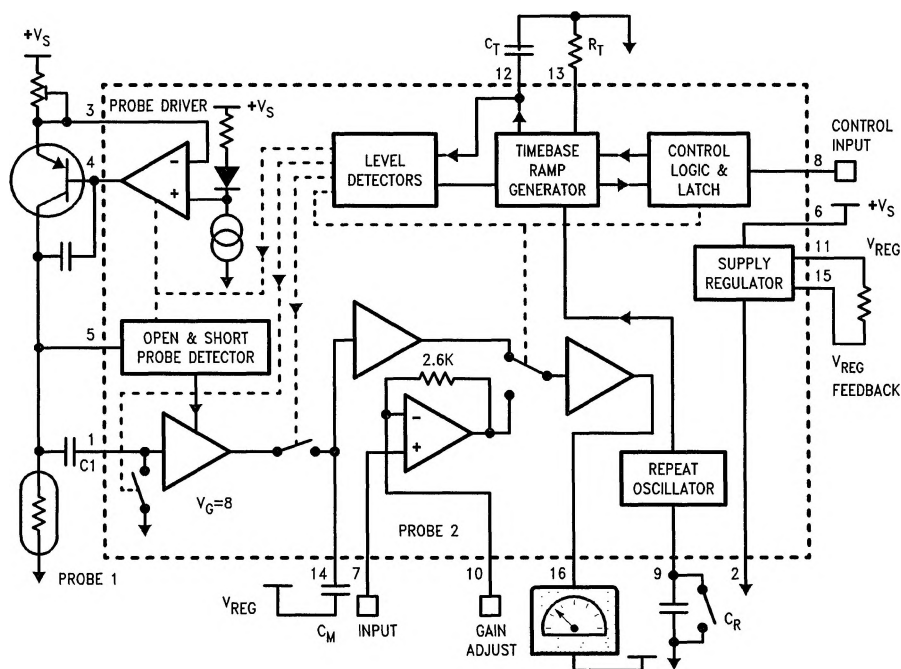 +VS
CT
RT
12
13
3
PROBE DRIVER
+VS
4
-
+
LEVEL
DETECTORS
TIMEBASE
RAMP
GENERATOR
CONTROL
LOGIC &
LATCH
CONTROL
INPUT
8
6
+VS
11
VREG
SUPPLY
REGULATOR
15
VREG
FEEDBACK
5
OPEN & SHORT
PROBE DETECTOR
2.6K
-
+
1
C1
VG=8
REPEAT
OSCILLATOR
PROBE 2
PROBE 1
14
7
10
16
9
2
VREG
CM
INPUT
GAIN
ADJUST
CR